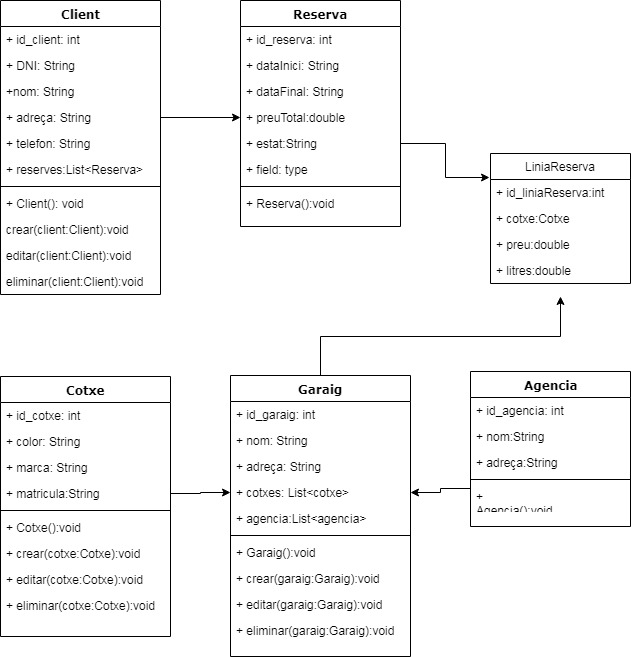 Client
+ id_client: int
+ DNI: String
+nom: String
+ adreça: String
+ telefon: String
+ reserves:List<Reserva>
+ Client(): void
crear(client:Client):void
editar(client:Client):void
eliminar(client:Client):void
Reserva
+ id_reserva: int
+ dataInici: String
+ dataFinal: String
+ preuTotal:double
+ estat:String
+ field: type
+ Reserva():void
LiniaReserva
+ id_liniaReserva:int
+ cotxe:Cotxe
+ preu:double
+ litres:double
Cotxe
+ id_cotxe: int
+ color: String
+ marca: String
+ matricula:String
+ Cotxe():void
+ crear(cotxe:Cotxe):void
+ editar(cotxe:Cotxe):void
+ eliminar(cotxe:Cotxe):void
Garaig
+ id_garaig: int
+ nom: String
+ adreça: String
+ cotxes: List<cotxe>
+ agencia:List<agencia>
+ Garaig():void
+ crear(garaig:Garaig):void
+ editar(garaig:Garaig):void
+ eliminar(garaig:Garaig):void
Agencia
+ id_agencia: int
+ nom:String
+ adreça:String
+
Agencia():void